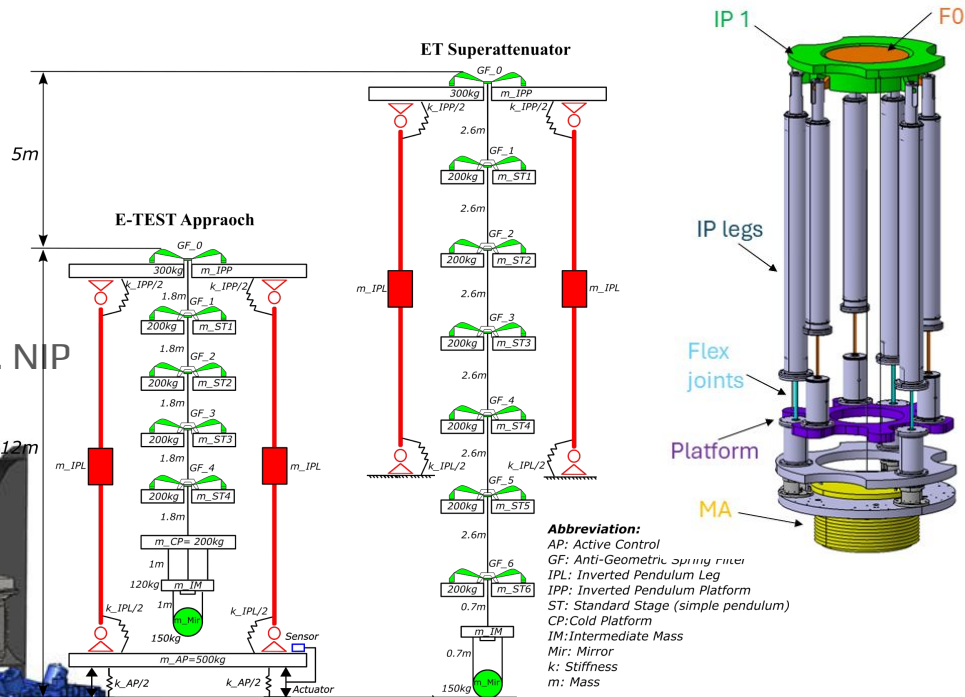 ET Superattenuator
GF_0
300kg
m_IPP
k_IPP/2
k_IPP/2
2.6m
GF_1
200kg
m_ST1
2.6m
GF_2
200kg
m_ST2
2.6m
m_IPL
m_IPL
GF_3
200kg
m_ST3
2.6m
GF_4
200kg
m_ST4
2.6m
k_IPL/2
k_IPL/2
GF_5
200kg
m_ST5
2.6m
GF_6
200kg
m_ST6
0.7m
m_IM
0.7m
150kg
m_Mir
5m
E-TEST Appraoch
GF_0
300kg
m_IPP
k_IPP/2
k_IPP/2
1.8m
GF_1
200kg
m_ST1
1.8m
GF_2
200kg
m_ST2
1.8m
GF_3
200kg
m_ST3
1.8m
GF_4
200kg
m_ST4
1.8m
m_IPL
m_IPL
m_CP= 200kg
1m
120kg
m_IM
1m
m_Mir
150kg
k_IPL/2
k_IPL/2
Sensor
m_AP=500kg
k_AP/2
k_AP/2
Actuator
NIP
12m
Abbreviation:
AP: Active Control
GF: Anti-Geometric Spring Filter
IPL: Inverted Pendulum Leg
IPP: Inverted Pendulum Platform
ST: Standard Stage (simple pendulum)
CP:Cold Platform
IM:Intermediate Mass
Mir: Mirror
k: Stiffness
m: Mass
IP 1
F0
IP legs
Flex
joints
Platform
MA